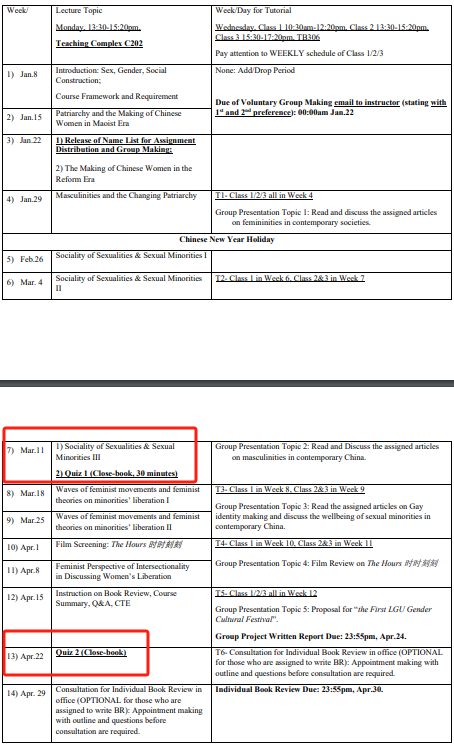 Week/
Lecture Topic
Week/Day for Tutorial
Monday, 13:30-15:20pm,
Teaching Complex C202
Wednesday, Class 1 10:30am-12:20pm, Class 2 13:30-15:20pm,
Class 3 15:30-17:20pm, TB306
Pay attention to WEEKLY schedule of Class 1/2/3
1) Jan.8
Introduction: Sex, Gender, Social
Construction;
Course Framework and Requirement
None: Add/Drop Period
Due of Voluntary Group Making email to instructor (stating with
1st and 2nd preference): 00:00am Jan.22
2) Jan.15
Patriarchy and the Making of Chinese
Women in Maoist Era
3) Jan.22
1) Release of Name List for Assignment
Distribution and Group Making;
2) The Making of Chinese Women in the
Reform Era
4) Jan.29
Masculinities and the Changing Patriarchy
T1- Class 1/2/3 all in Week 4
Group Presentation Topic 1: Read and discuss the assigned articles
on femininities in contemporary societies.
Chinese New Year Holiday
5) Feb.26
Sociality of Sexualities & Sexual Minorities I
6) Mar. 4
Sociality of Sexualities & Sexual Minorities
II
T2- Class 1 in Week 6, Class 2&3 in Week 7
7) Mar.11
1) Sociality of Sexualities & Sexual
Minorities III
2) Quiz 1 (Close-book, 30 minutes)
Group Presentation Topic 2: Read and Discuss the assigned articles
on masculinities in contemporary China.
8) Mar.18
Waves of feminist movements and feminist
theories on minorities' liberation I
T3- Class 1 in Week 8, Class 2&3 in Week 9
Group Presentation Topic 3: Read the assigned articles on Gay
identity making and discuss the wellbeing of sexual minorities in
contemporary China.
9) Mar.25
Waves of feminist movements and feminist
theories on minorities' liberation II
10) Apr.1
Film Screening: The Hours 时时刻刻
T4- Class 1 in Week 10, Class 2&3 in Week 11
Group Presentation Topic 4: Film Review on The Hours 时时刻刻
11) Apr.8
Feminist Perspective of Intersectionality
in Discussing Women's Liberation
12) Apr.15
Instruction on Book Review, Course
Summary, Q&A, CTE
T5- Class 1/2/3 all in Week 12
Group Presentation Topic 5: Proposal for "the First LGU Gender
Cultural Festival".
Group Project Written Report Due: 23:55pm, Apr.24.
13) Apr.22
Quiz 2 (Close-book)
T6- Consultation for Individual Book Review in office (OPTIONAL
for those who are assigned to write BR): Appointment making with
outline and questions before consultation are required.
14) Apr. 29
Consultation for Individual Book Review in
office (OPTIONAL for those who are
assigned to write BR): Appointment making
with outline and questions before
consultation are required.
Individual Book Review Due: 23:55pm, Apr.30.